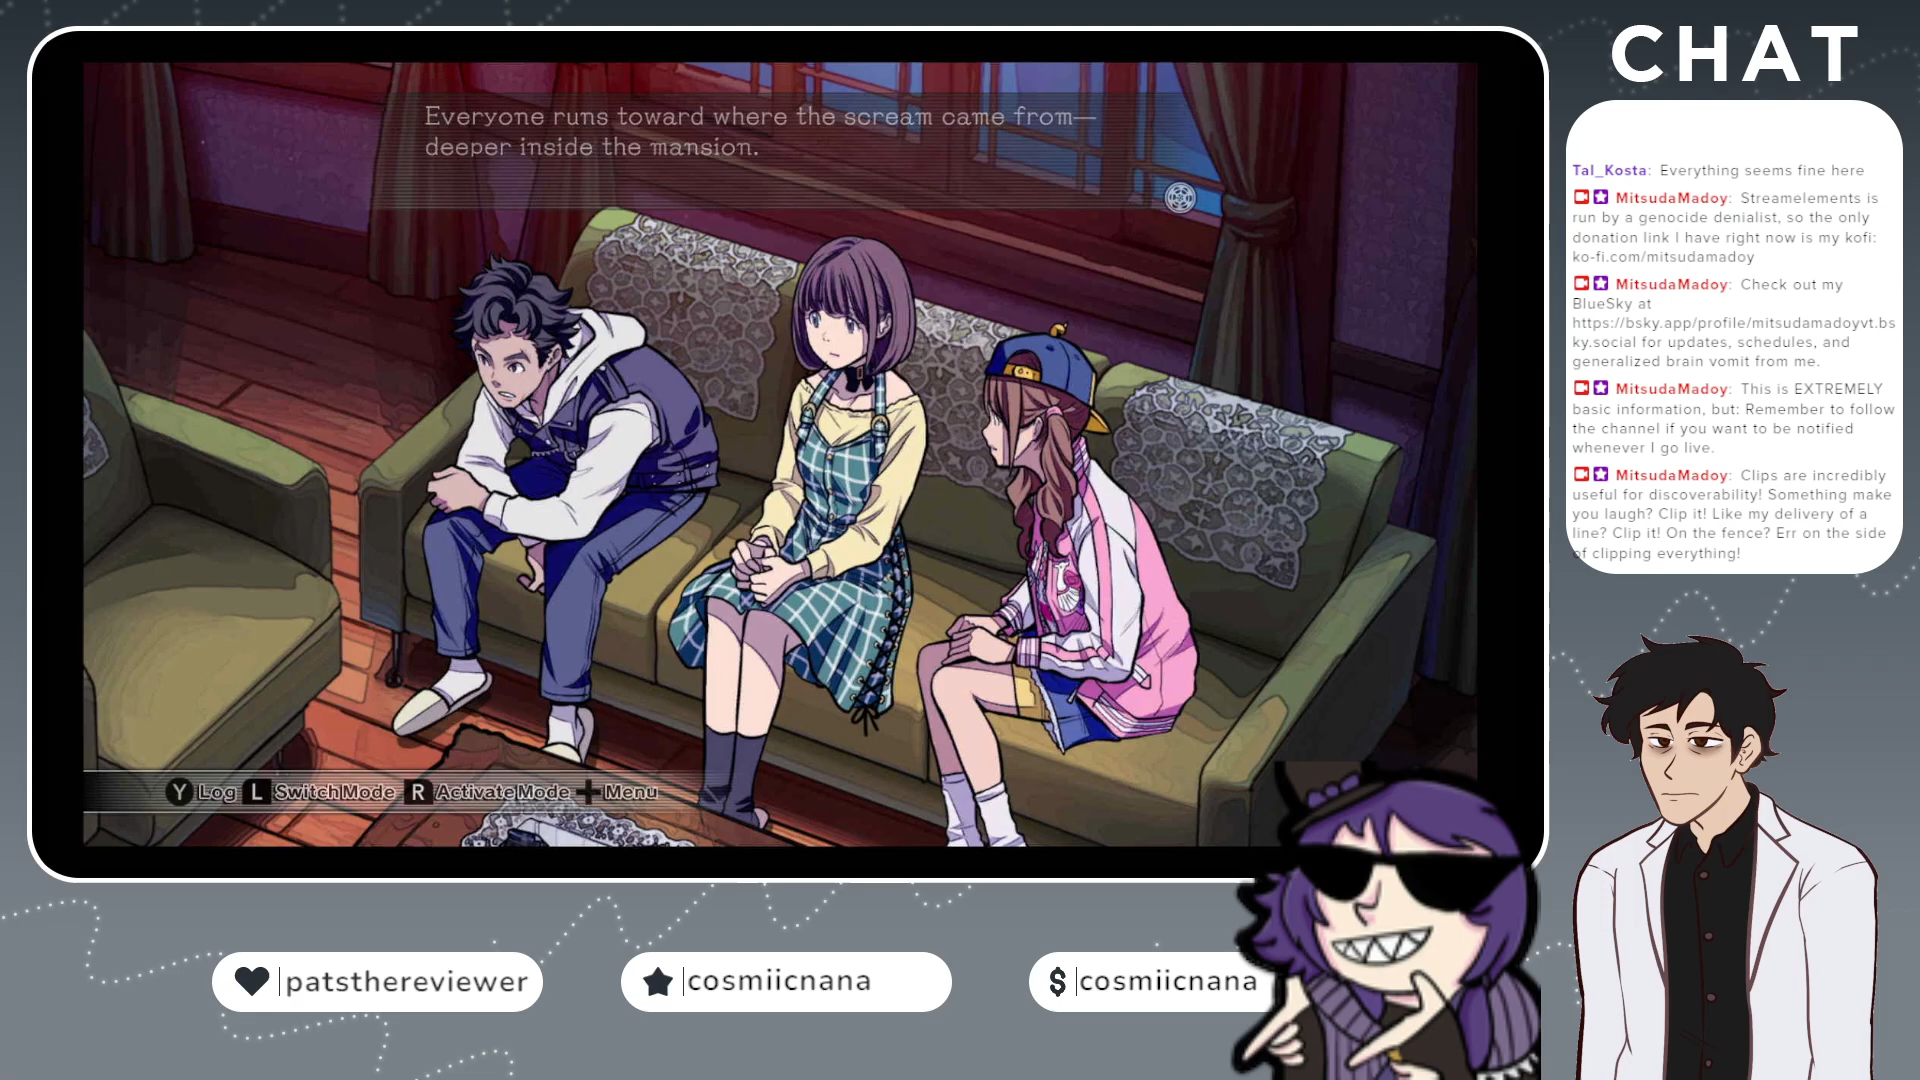 Everyone runs toward where the scream came from—
deeper inside the mansion.
Y Log L SwitchMode R ActivateMode Menu
CHAT
Tal_Kosta: Everything seems fine here
MitsudaMadoy: Streamelements is
run by a genocide denialist, so the only
donation link I have right now is my kofi:
ko-fi.com/mitsudamadoy
MitsudaMadoy: Check out my
BlueSky at
https://bsky.app/profile/mitsudamadoyvt.bs
ky.social for updates, schedules, and
generalized brain vomit from me.
MitsudaMadoy: This is EXTREMELY
basic information, but: Remember to follow
the channel if you want to be notified
whenever I go live.
MitsudaMadoy: Clips are incredibly
useful for discoverability! Something make
you laugh? Clip it! Like my delivery of a
line? Clip it! On the fence? Err on the side
of clipping everything!
patsthereviewer
cosmiicnana
$ cosmiicnana